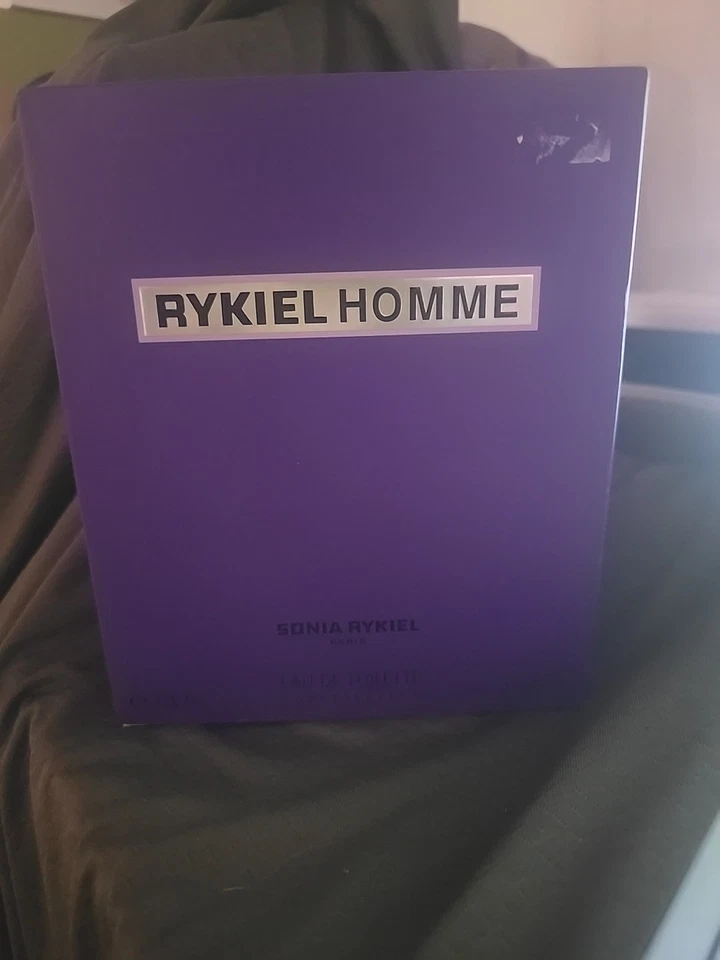 RYKIEL HOMME
SONIA RYKIEL
PARIS
EAU DE TOILETTE